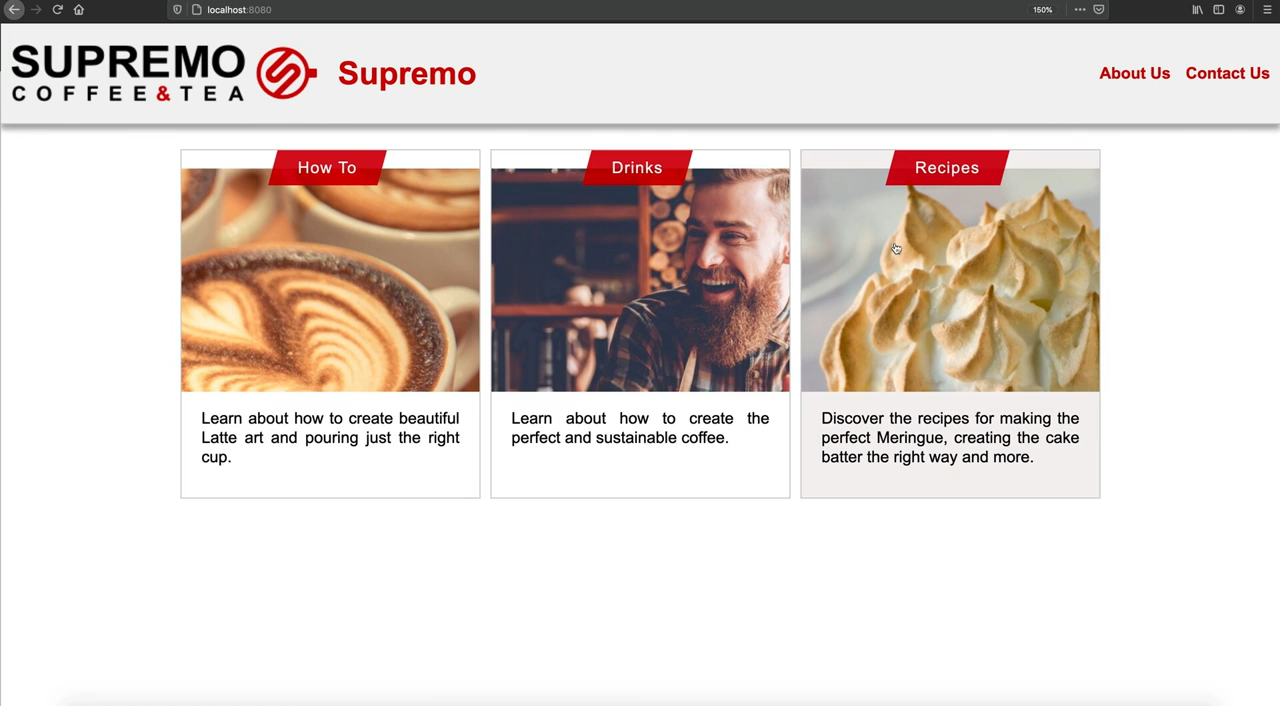 localhost:8080
150%
SUPREMO
COFFEE&TEA
Supremo
About Us
Contact Us
How To
Learn about how to create beautiful
Latte art and pouring just the right
cup.
Drinks
Learn about how to create the
perfect and sustainable coffee.
Recipes
Discover the recipes for making the
perfect Meringue, creating the cake
batter the right way and more.